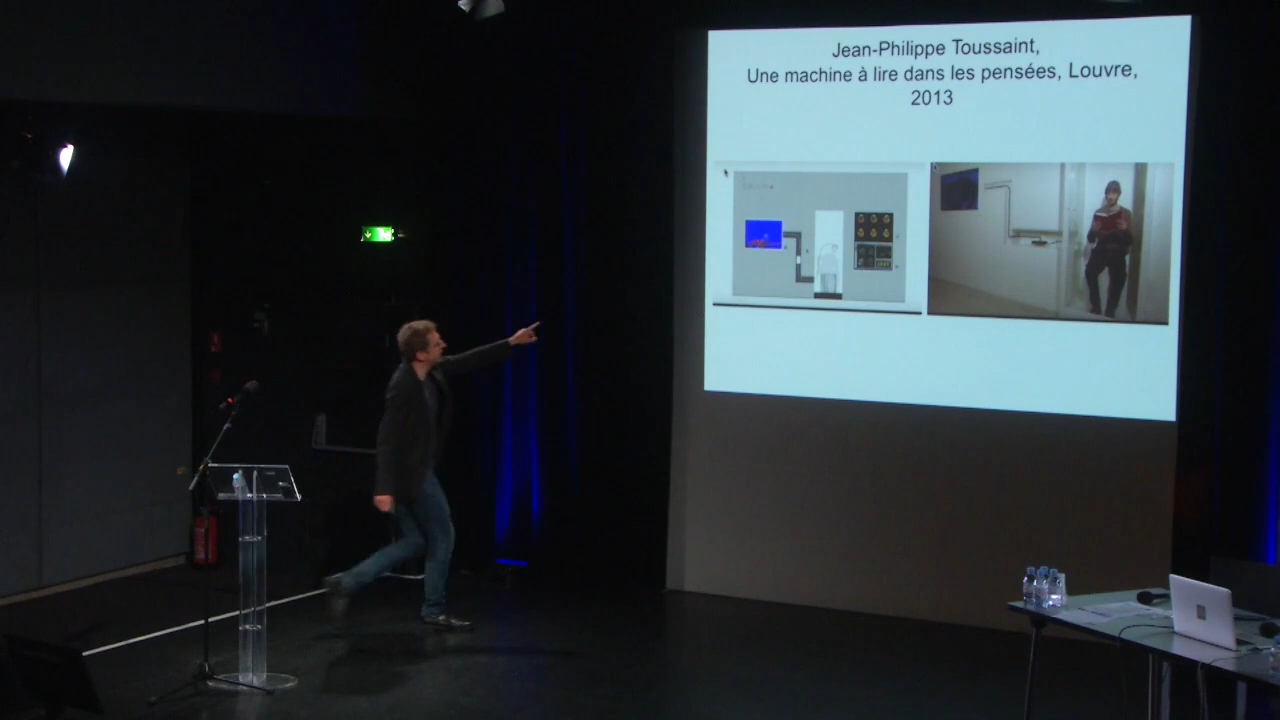 Jean-Philippe Toussaint,
Une machine à lire dans les pensées, Louvre,
2013